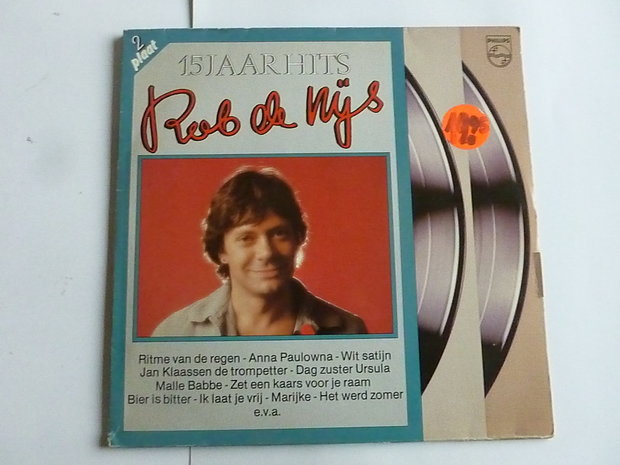 2
plaat
15 JAAR HITS
Rob de Nijs
PHILIPS
Ritme van de regen - Anna Paulowna - Wit satijn
Jan Klaassen de trompetter - Dag zuster Ursula
Malle Babbe - Zet een kaars voor je raam
Bier is bitter - Ik laat je vrij - Marijke - Het werd zomer
e.v.a.